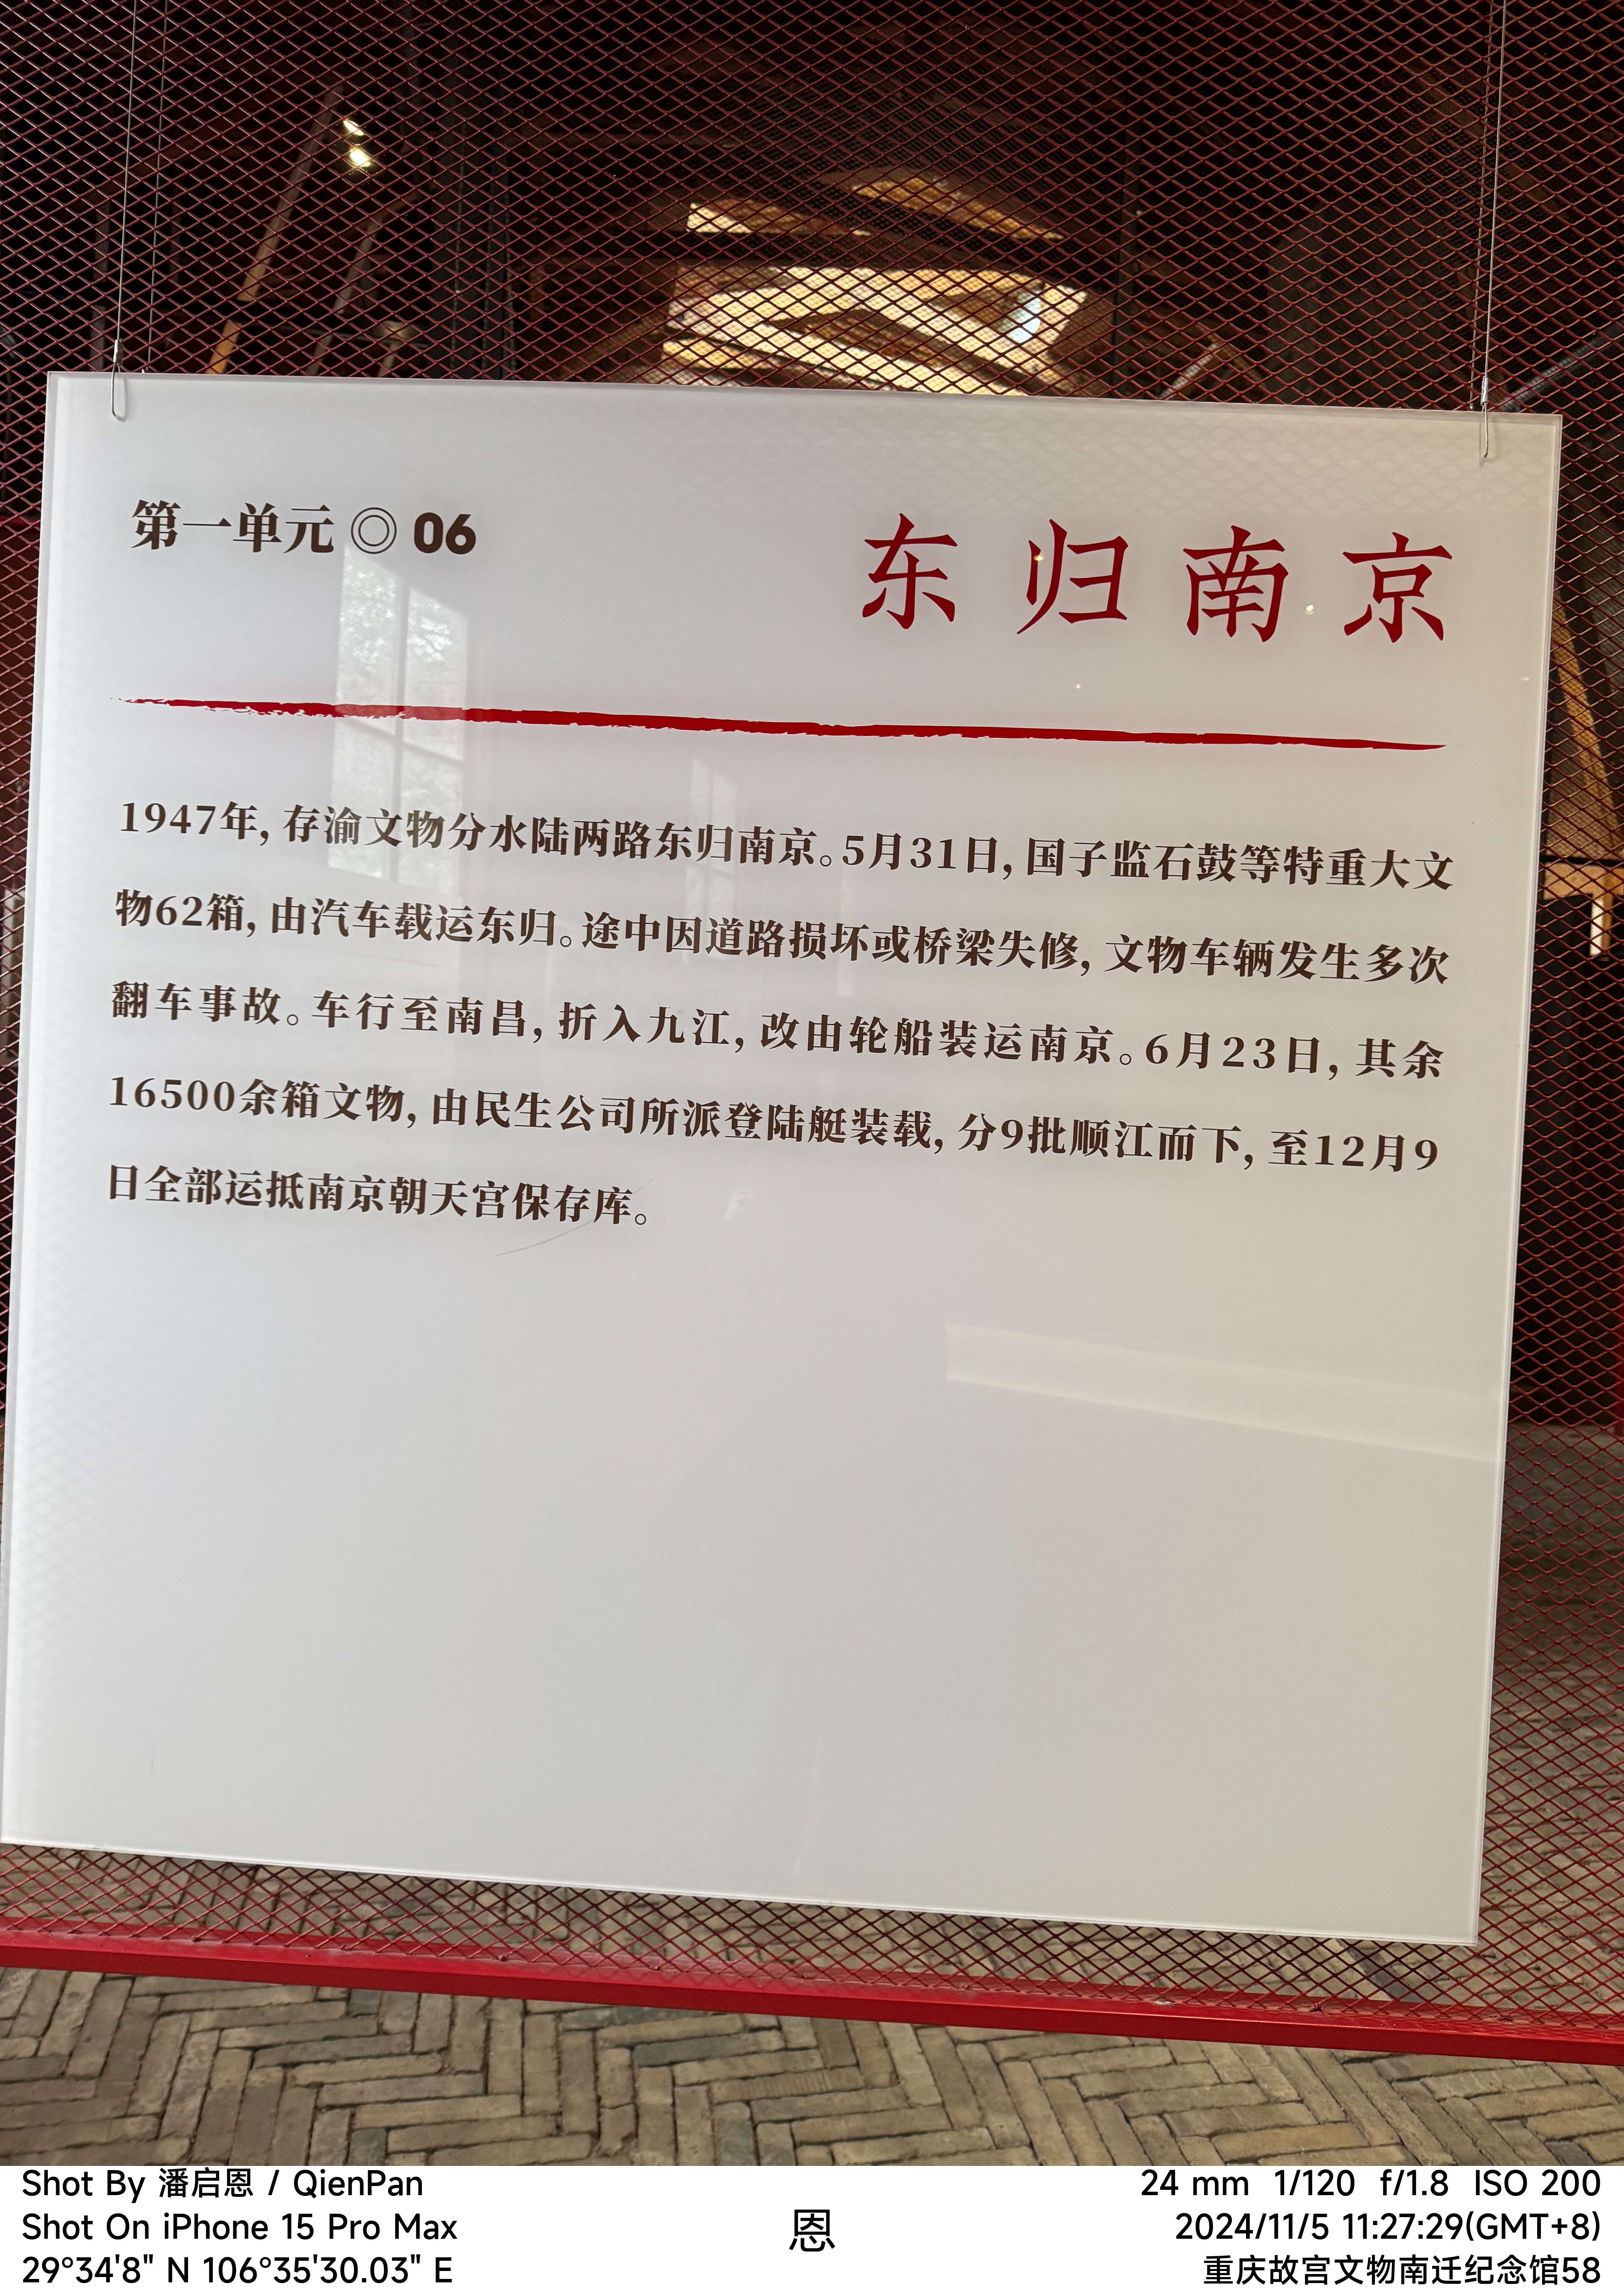 第一单元 ◎ 06
东归南京
1947年，存渝文物分水陆两路东归南京。5月31日，国子监石鼓等特重大文
物62箱，由汽车载运东归。途中因道路损坏或桥梁失修，文物车辆发生多次
翻车事故。车行至南昌，折入九江，改由轮船装运南京。6月23日，其余
16500余箱文物，由民生公司所派登陆艇装载，分9批顺江而下，至12月9
日全部运抵南京朝天宫保存库。
Shot By 潘启恩 / QienPan
Shot On iPhone 15 Pro Max
29°34'8" N 106°35'30.03" E
恩
24 mm 1/120 f/1.8 ISO 200
2024/11/5 11:27:29(GMT+8)
重庆故宫文物南迁纪念馆58